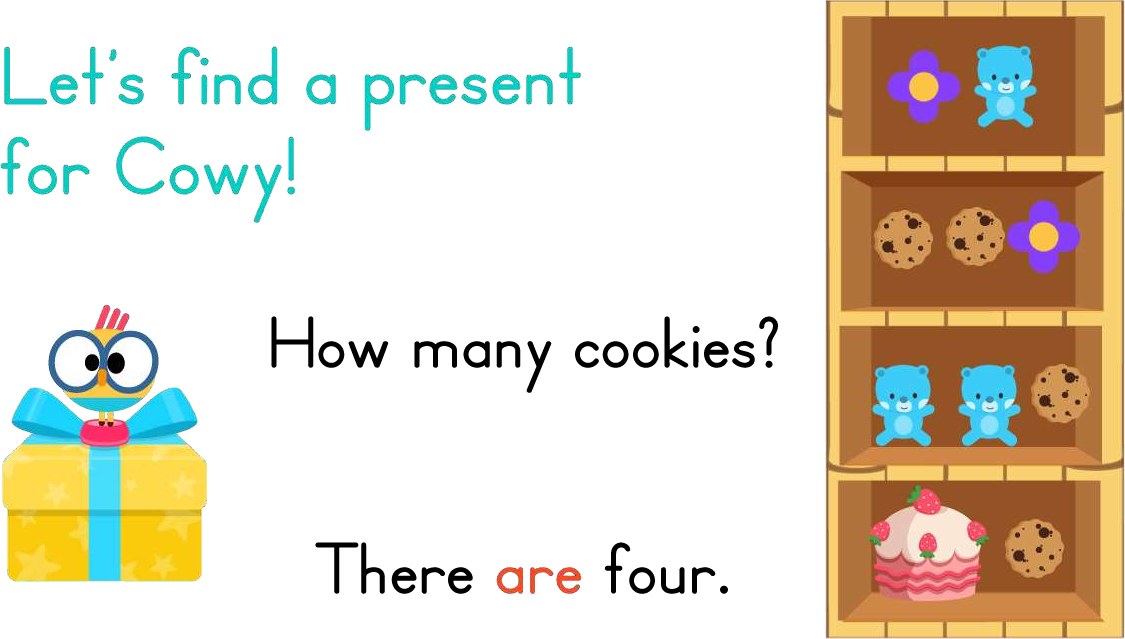 Let's find a present
for Cowy!
How many cookies?
There are four.